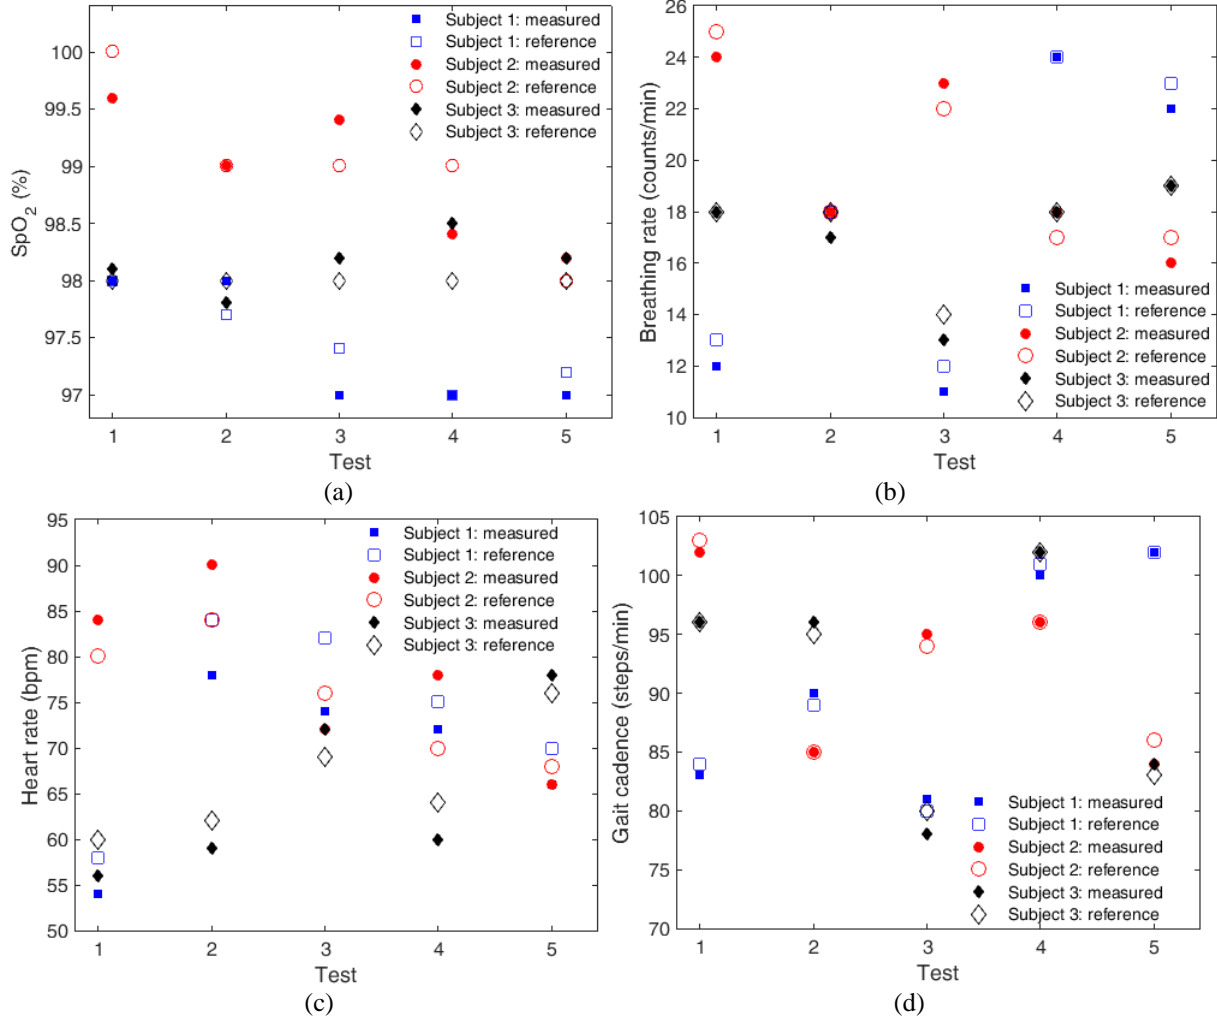 Subject 1: measured
Subject 1: reference
Subject 2: measured
Subject 2: reference
Subject 3: measured
Subject 3: reference
100
99.5
99
98.5
98
97.5
97
SpO2 (%)
1 2 3 4 5
Test
(a)
26
24
22
20
18
16
14
12
10
Breathing rate (counts/min)
Subject 1: measured
Subject 1: reference
Subject 2: measured
Subject 2: reference
Subject 3: measured
Subject 3: reference
1 2 3 4 5
Test
(b)
95
90
85
80
75
70
65
60
55
50
Heart rate (bpm)
Subject 1: measured
Subject 1: reference
Subject 2: measured
Subject 2: reference
Subject 3: measured
Subject 3: reference
1 2 3 4 5
Test
(c)
105
100
95
90
85
80
75
70
Gait cadence (steps/min)
Subject 1: measured
Subject 1: reference
Subject 2: measured
Subject 2: reference
Subject 3: measured
Subject 3: reference
1 2 3 4 5
Test
(d)